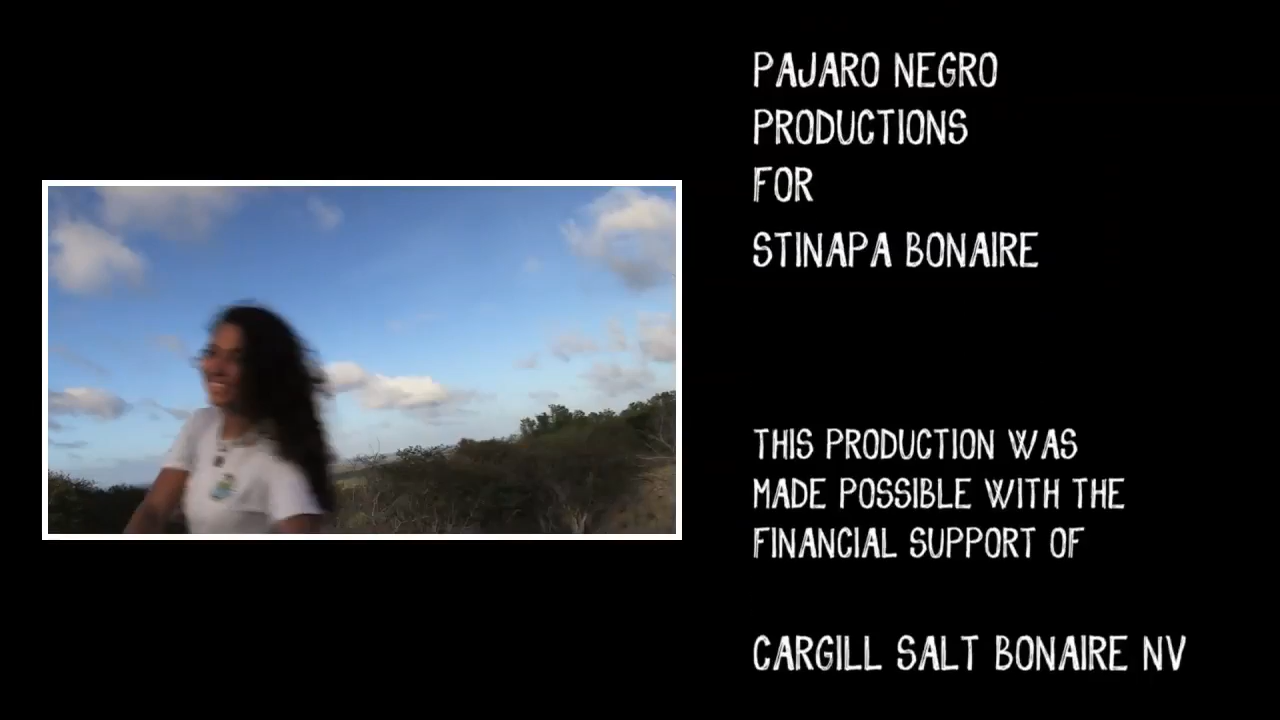 PAJARO NEGRO
PRODUCTIONS
FOR
STINAPA BONAIRE
THIS PRODUCTION WAS
MADE POSSIBLE WITH THE
FINANCIAL SUPPORT OF
CARGILL SALT BONAIRE NV